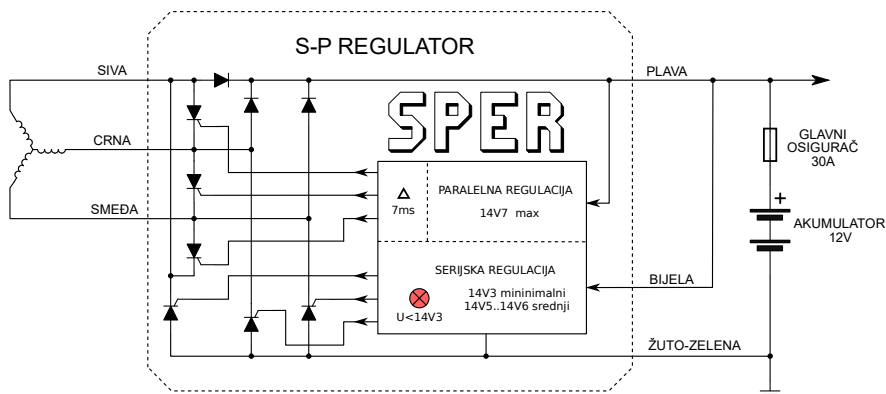 S-P REGULATOR
SIVA
PLAVA
SPER
CRNA
GLAVNI
OSIGURAČ
30A
PARALELNA REGULACIJA
14V7 max
Δ
7ms
SMEĐA
+
AKUMULATOR
12V
SERIJSKA REGULACIJA
BIJELA
14V3 mininimalni
14V5..14V6 srednji
U<14V3
ŽUTO-ZELENA